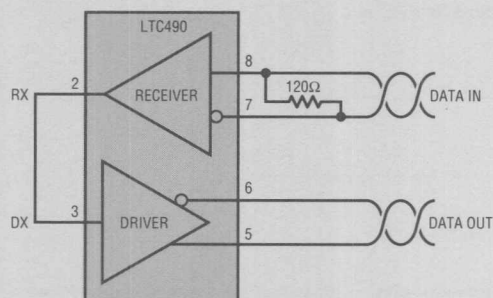 LTC490
RX 2 RECEIVER 8
120Ω
7 DATA IN
DX 3 DRIVER 6
5 DATA OUT